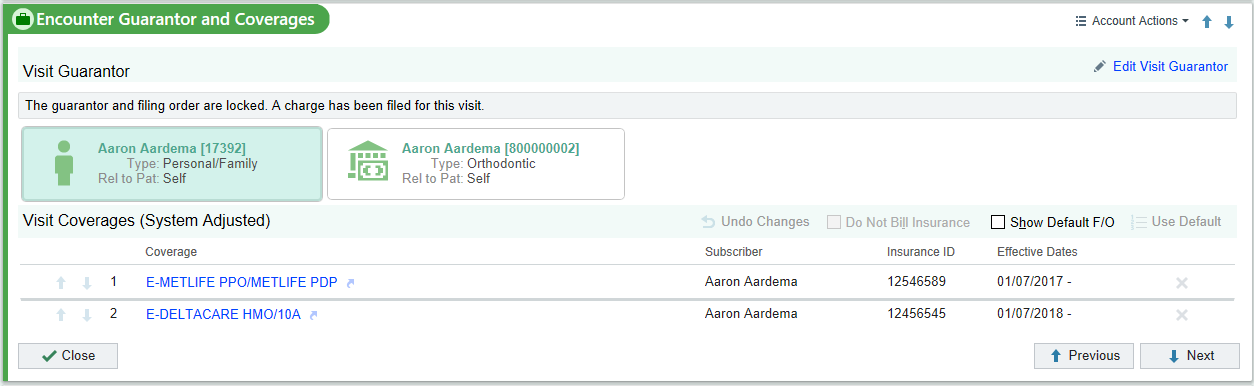 Encounter Guarantor and Coverages
Account Actions
Visit Guarantor
Edit Visit Guarantor
The guarantor and filing order are locked. A charge has been filed for this visit.
Aaron Aardema [17392]
Type: Personal/Family
Rel to Pat: Self
Aaron Aardema [800000002]
Type: Orthodontic
Rel to Pat: Self
Visit Coverages (System Adjusted) Undo Changes Do Not Bill Insurance Show Default F/O Use Default
Coverage Subscriber Insurance ID Effective Dates
1 E-METLIFE PPO/METLIFE PDP Aaron Aardema 12546589 01/07/2017 -
2 E-DELTACARE HMO/10A Aaron Aardema 12456545 01/07/2018 -
Close Previous Next